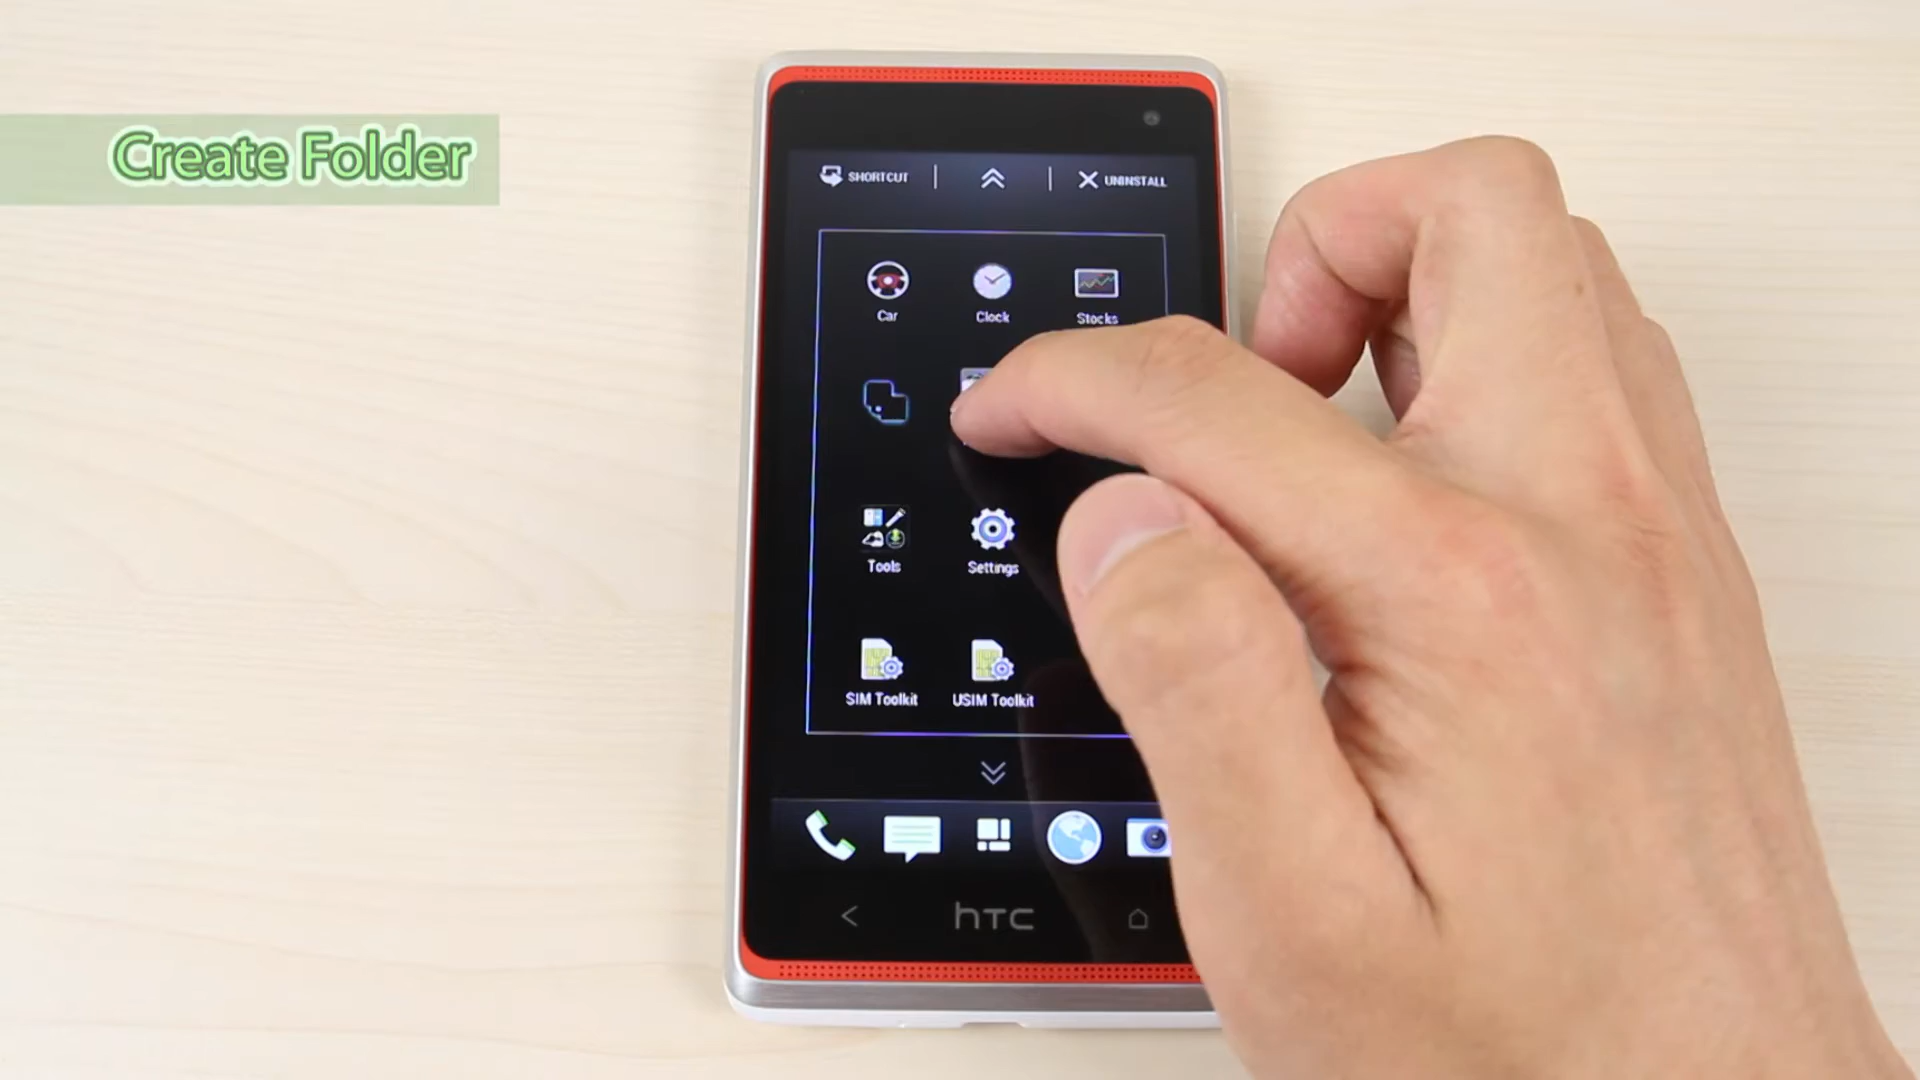 Create Folder
SHORTCUT
UNINSTALL
Car
Clock
Stocks
Tools
Settings
SIM Toolkit
USIM Toolkit
hTC